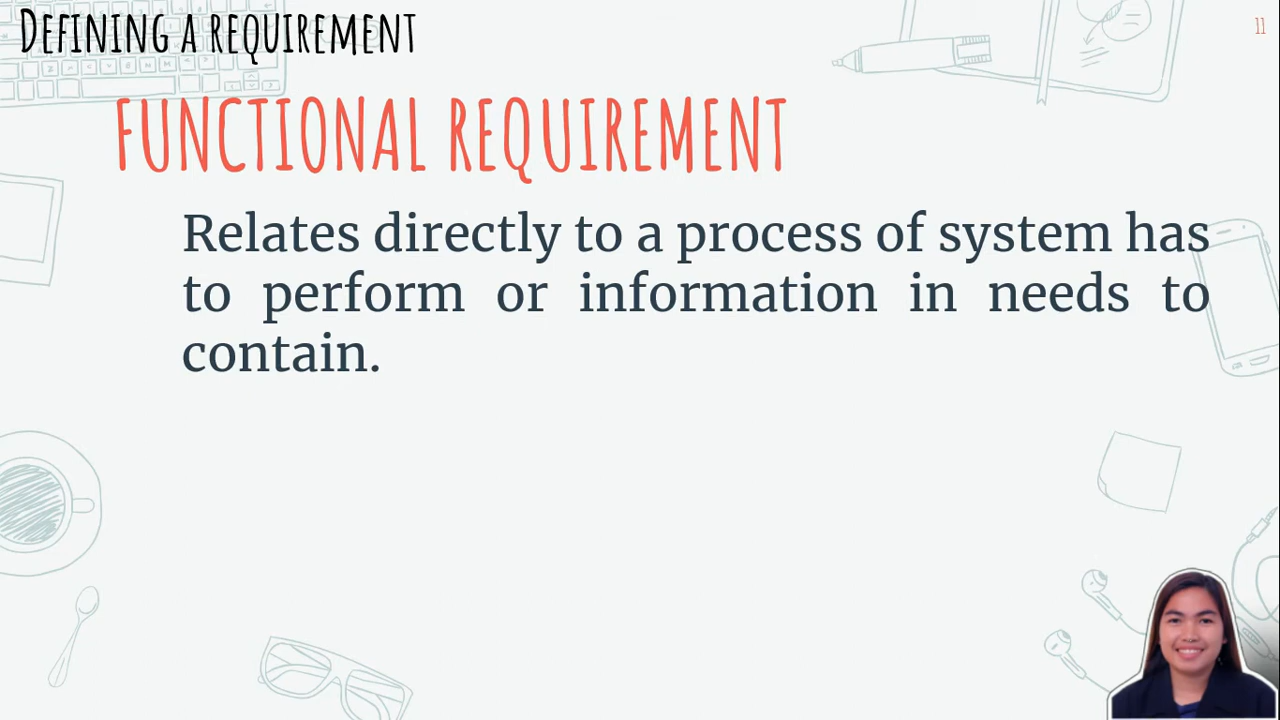 Defining a requirement
11
FUNCTIONAL REQUIREMENT
Relates directly to a process of system has
to perform or information in needs to
contain.